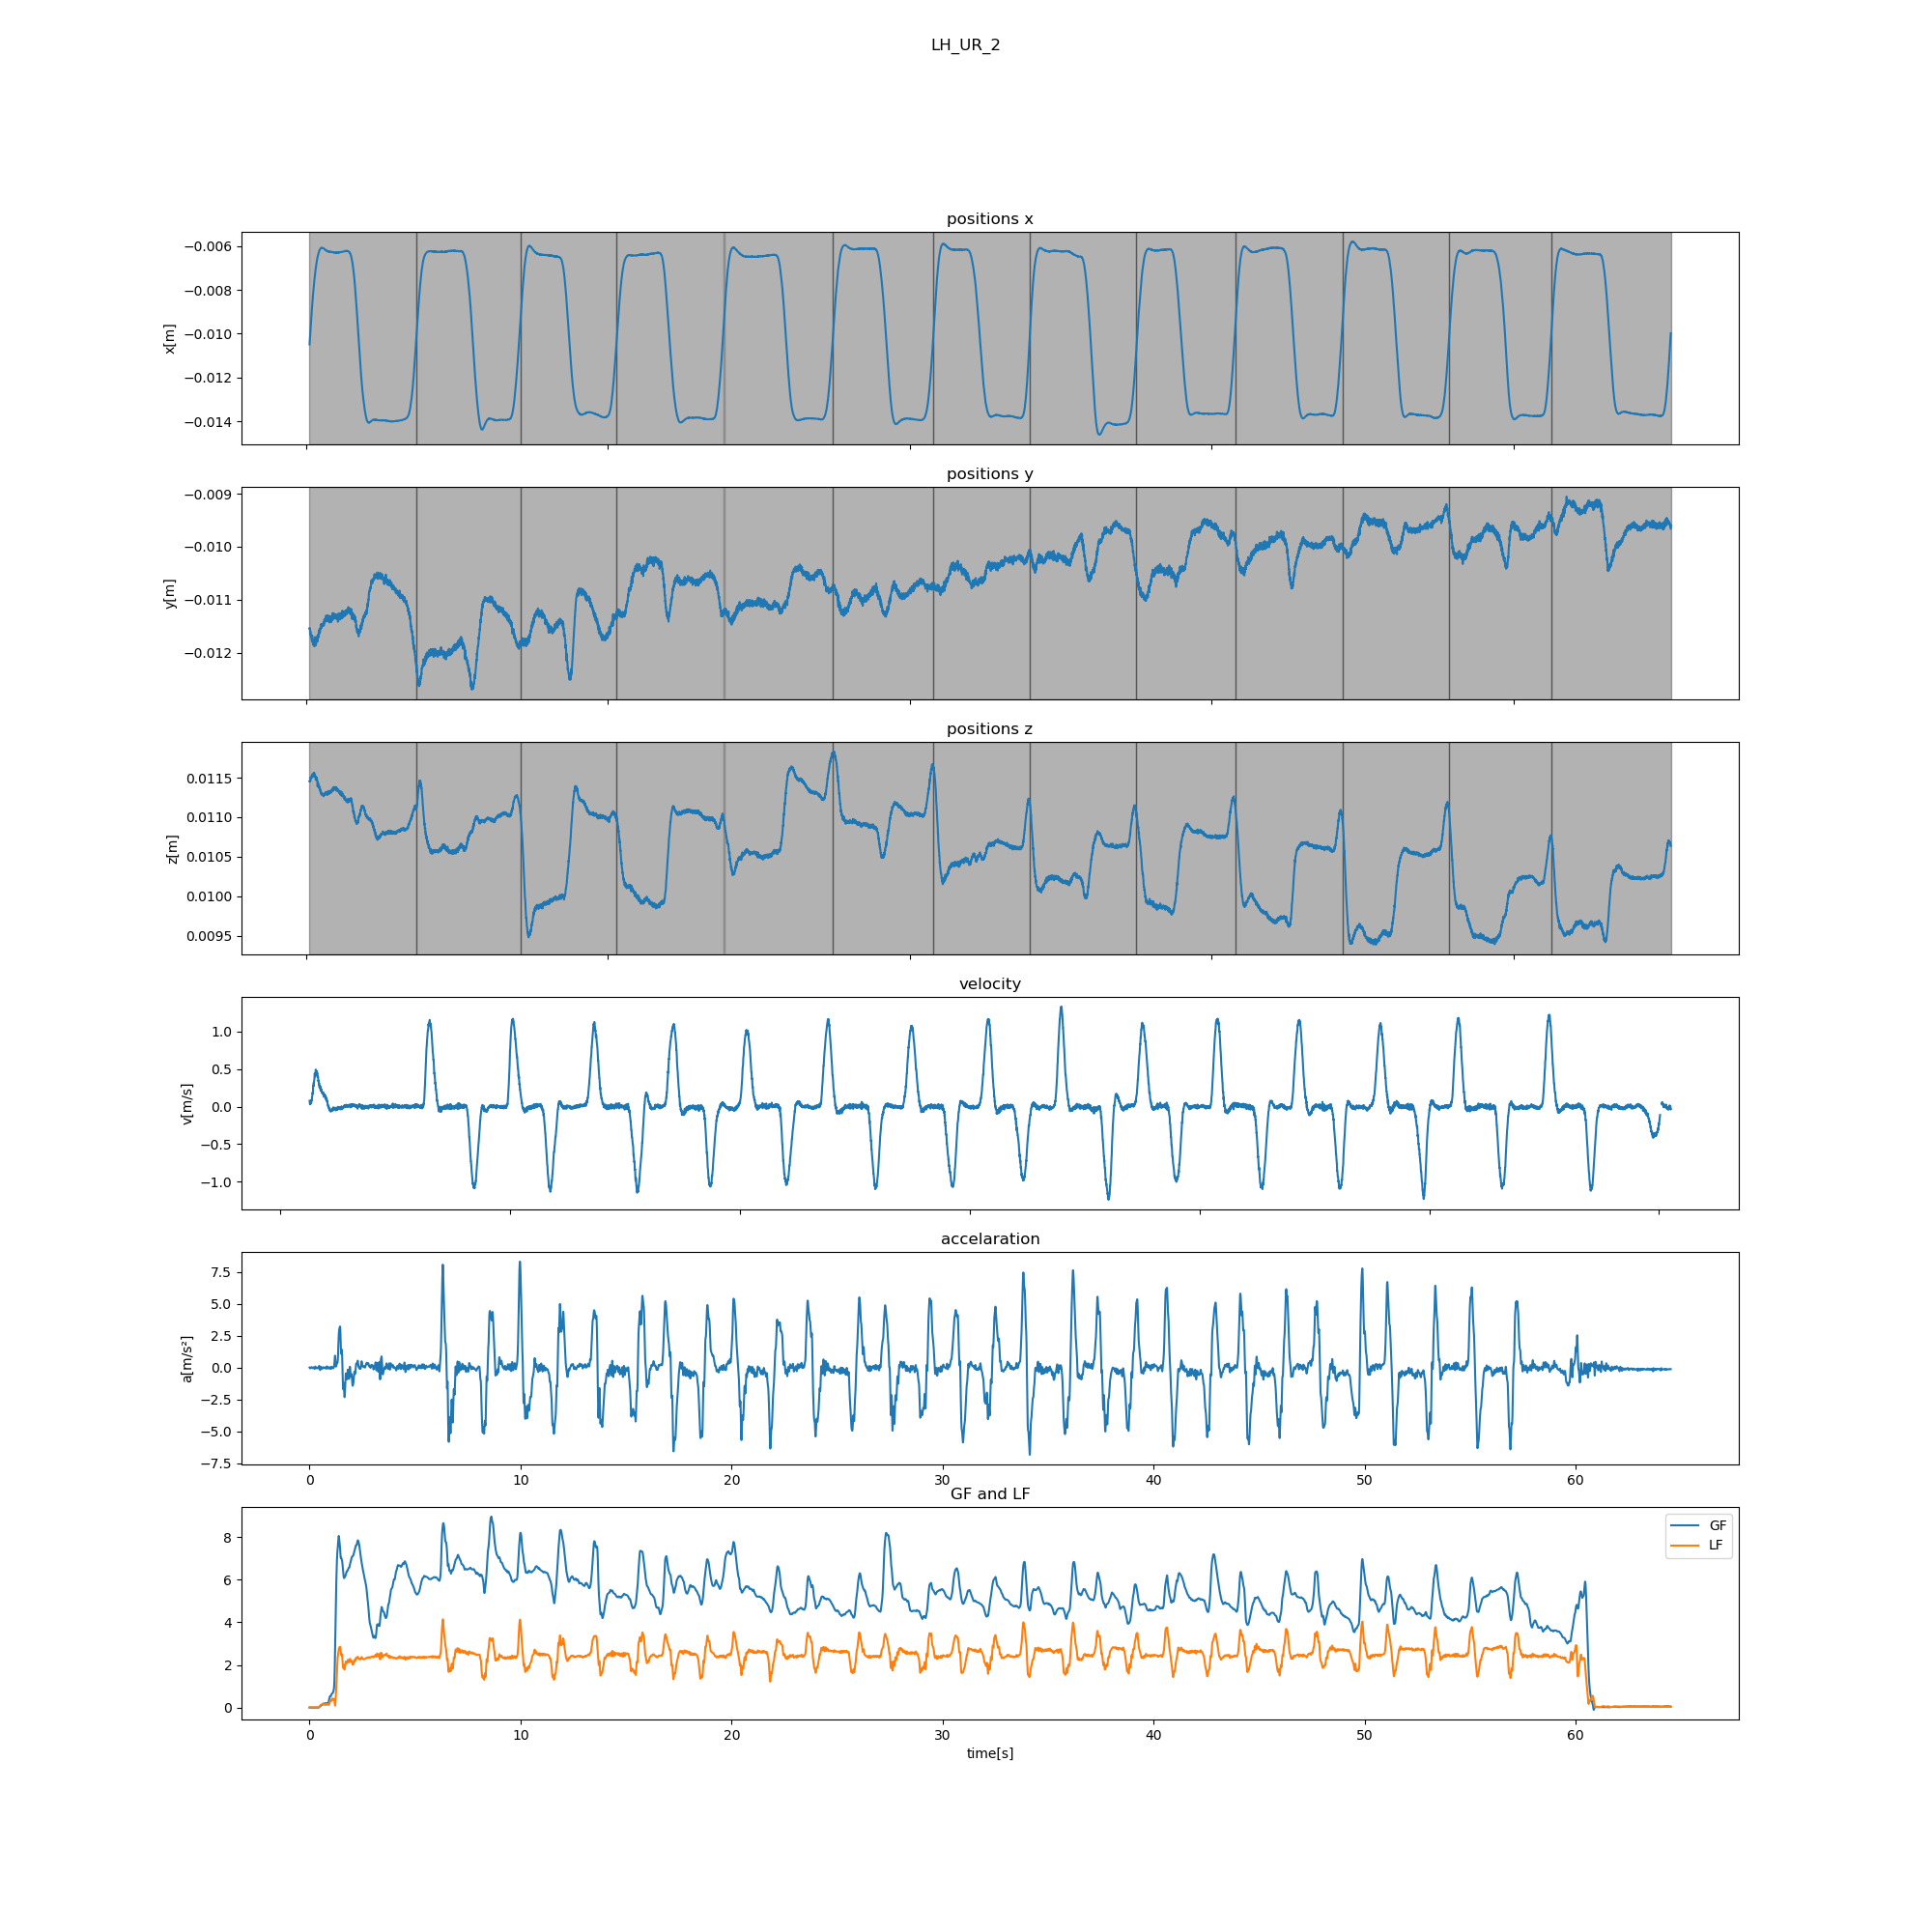 LH_UR_2
positions x
−0.006
−0.008
−0.010
−0.012
−0.014
x[m]
positions y
−0.009
−0.010
−0.011
−0.012
y[m]
positions z
0.0115
0.0110
0.0105
0.0100
0.0095
z[m]
velocity
1.0
0.5
0.0
−0.5
−1.0
v[m/s]
accelaration
7.5
5.0
2.5
0.0
−2.5
−5.0
−7.5
a[m/s²]
0 10 20 30 40 50 60
GF and LF
8
6
4
2
0
GF
LF
0 10 20 30 40 50 60
time[s]